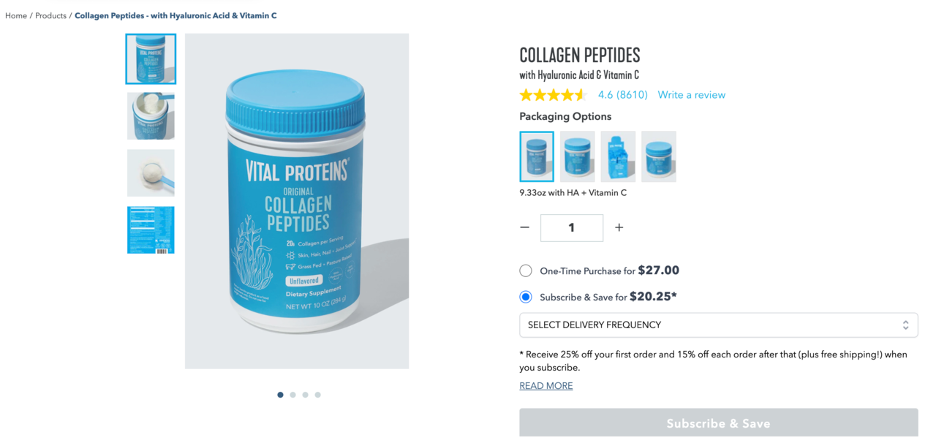 Home / Products / Collagen Peptides - with Hyaluronic Acid & Vitamin C
VITAL PROTEINS
ORIGINAL
COLLAGEN
PEPTIDES
20g Collagen per Serving
Skin, Hair, Nail + Joint Support
Grass Fed - Pasture Raised
Unflavored
Dietary Supplement
NET WT 10 OZ (284 g)
COLLAGEN PEPTIDES
with Hyaluronic Acid & Vitamin C
4.6 (8610) Write a review
Packaging Options
9.33oz with HA + Vitamin C
− 1 +
One-Time Purchase for $27.00
Subscribe & Save for $20.25*
SELECT DELIVERY FREQUENCY
* Receive 25% off your first order and 15% off each order after that (plus free shipping!) when
you subscribe.
READ MORE
Subscribe & Save